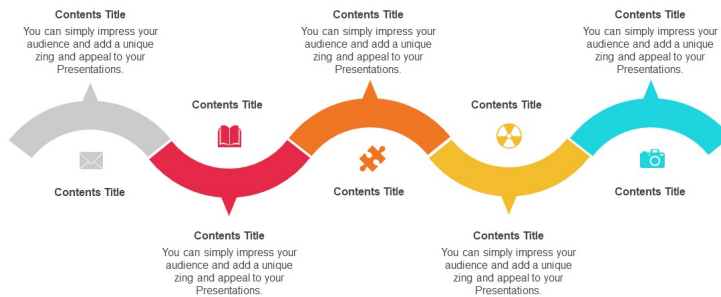 Contents Title
You can simply impress your
audience and add a unique
zing and appeal to your
Presentations.
Contents Title
You can simply impress your
audience and add a unique
zing and appeal to your
Presentations.
Contents Title
You can simply impress your
audience and add a unique
zing and appeal to your
Presentations.
Contents Title
Contents Title
Contents Title
Contents Title
Contents Title
Contents Title
You can simply impress your
audience and add a unique
zing and appeal to your
Presentations.
Contents Title
You can simply impress your
audience and add a unique
zing and appeal to your
Presentations.